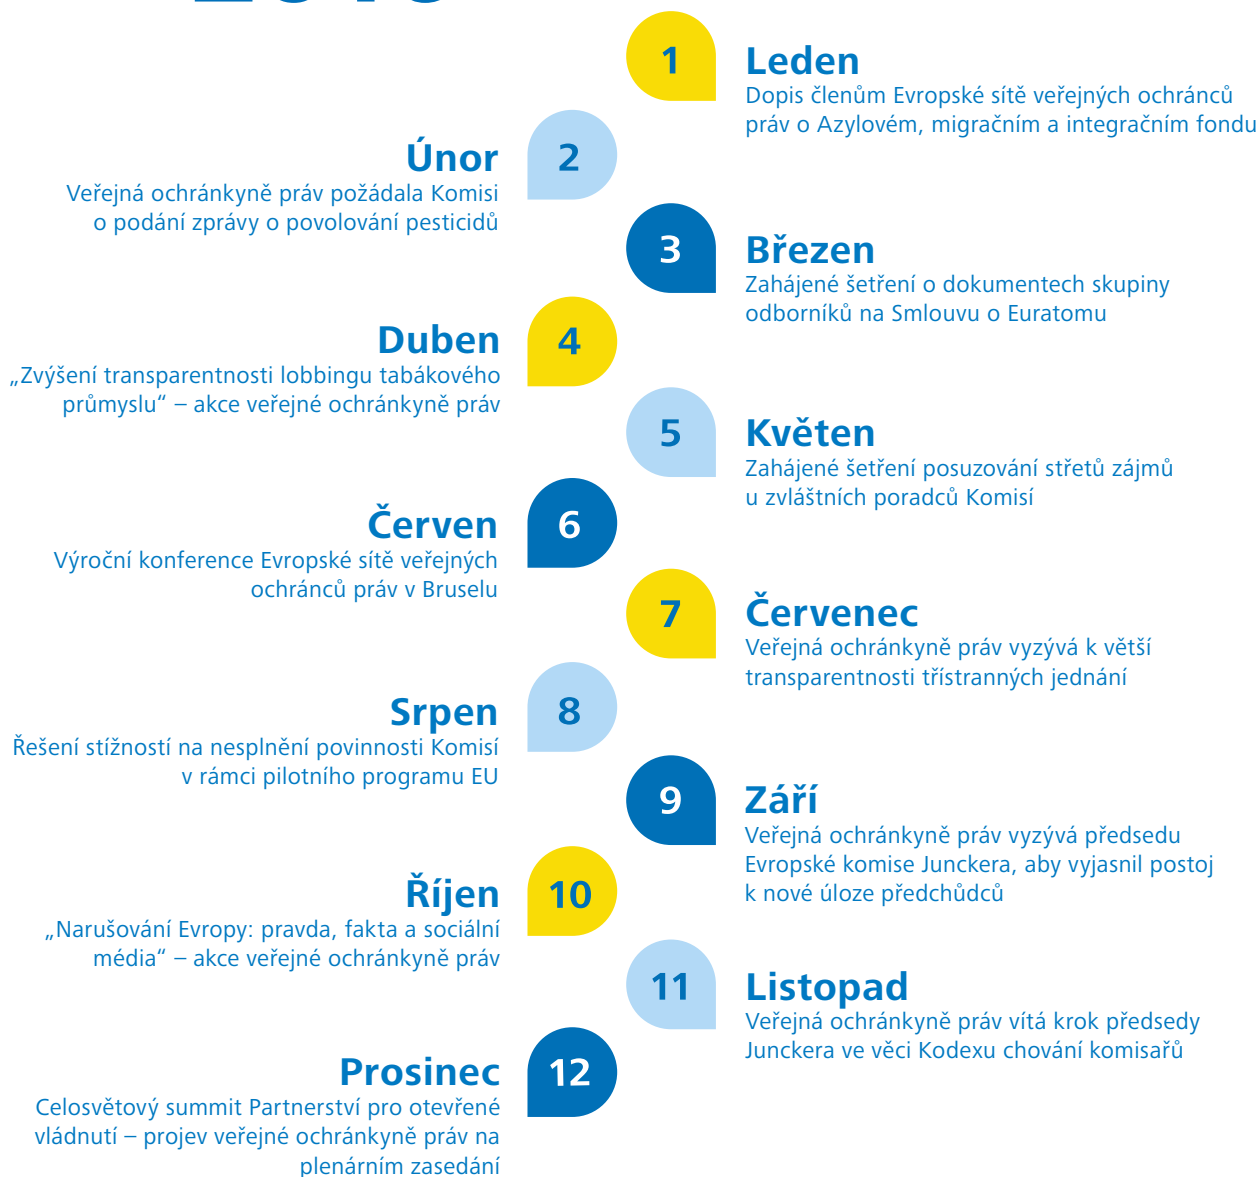 1
Leden
Dopis členům Evropské sítě veřejných ochránců
práv o Azylovém, migračním a integračním fondu
2
Únor
Veřejná ochránkyně práv požádala Komisi
o podání zprávy o povolování pesticidů
3
Březen
Zahájené šetření o dokumentech skupiny
odborníků na Smlouvu o Euratomu
4
Duben
„Zvýšení transparentnosti lobbingu tabákového
průmyslu“ – akce veřejné ochránkyně práv
5
Květen
Zahájené šetření posuzování střetů zájmů
u zvláštních poradců Komisí
6
Červen
Výroční konference Evropské sítě veřejných
ochránců práv v Bruselu
7
Červenec
Veřejná ochránkyně práv vyzývá k větší
transparentnosti třístranných jednání
8
Srpen
Řešení stížností na nesplnění povinnosti Komisí
v rámci pilotního programu EU
9
Září
Veřejná ochránkyně práv vyzývá předsedu
Evropské komise Junckera, aby vyjasnil postoj
k nové úloze předchůdců
10
Říjen
„Narušování Evropy: pravda, fakta a sociální
média“ – akce veřejné ochránkyně práv
11
Listopad
Veřejná ochránkyně práv vítá krok předsedy
Junckera ve věci Kodexu chování komisařů
12
Prosinec
Celosvětový summit Partnerství pro otevřené
vládnutí – projev veřejné ochránkyně práv na
plenárním zasedání